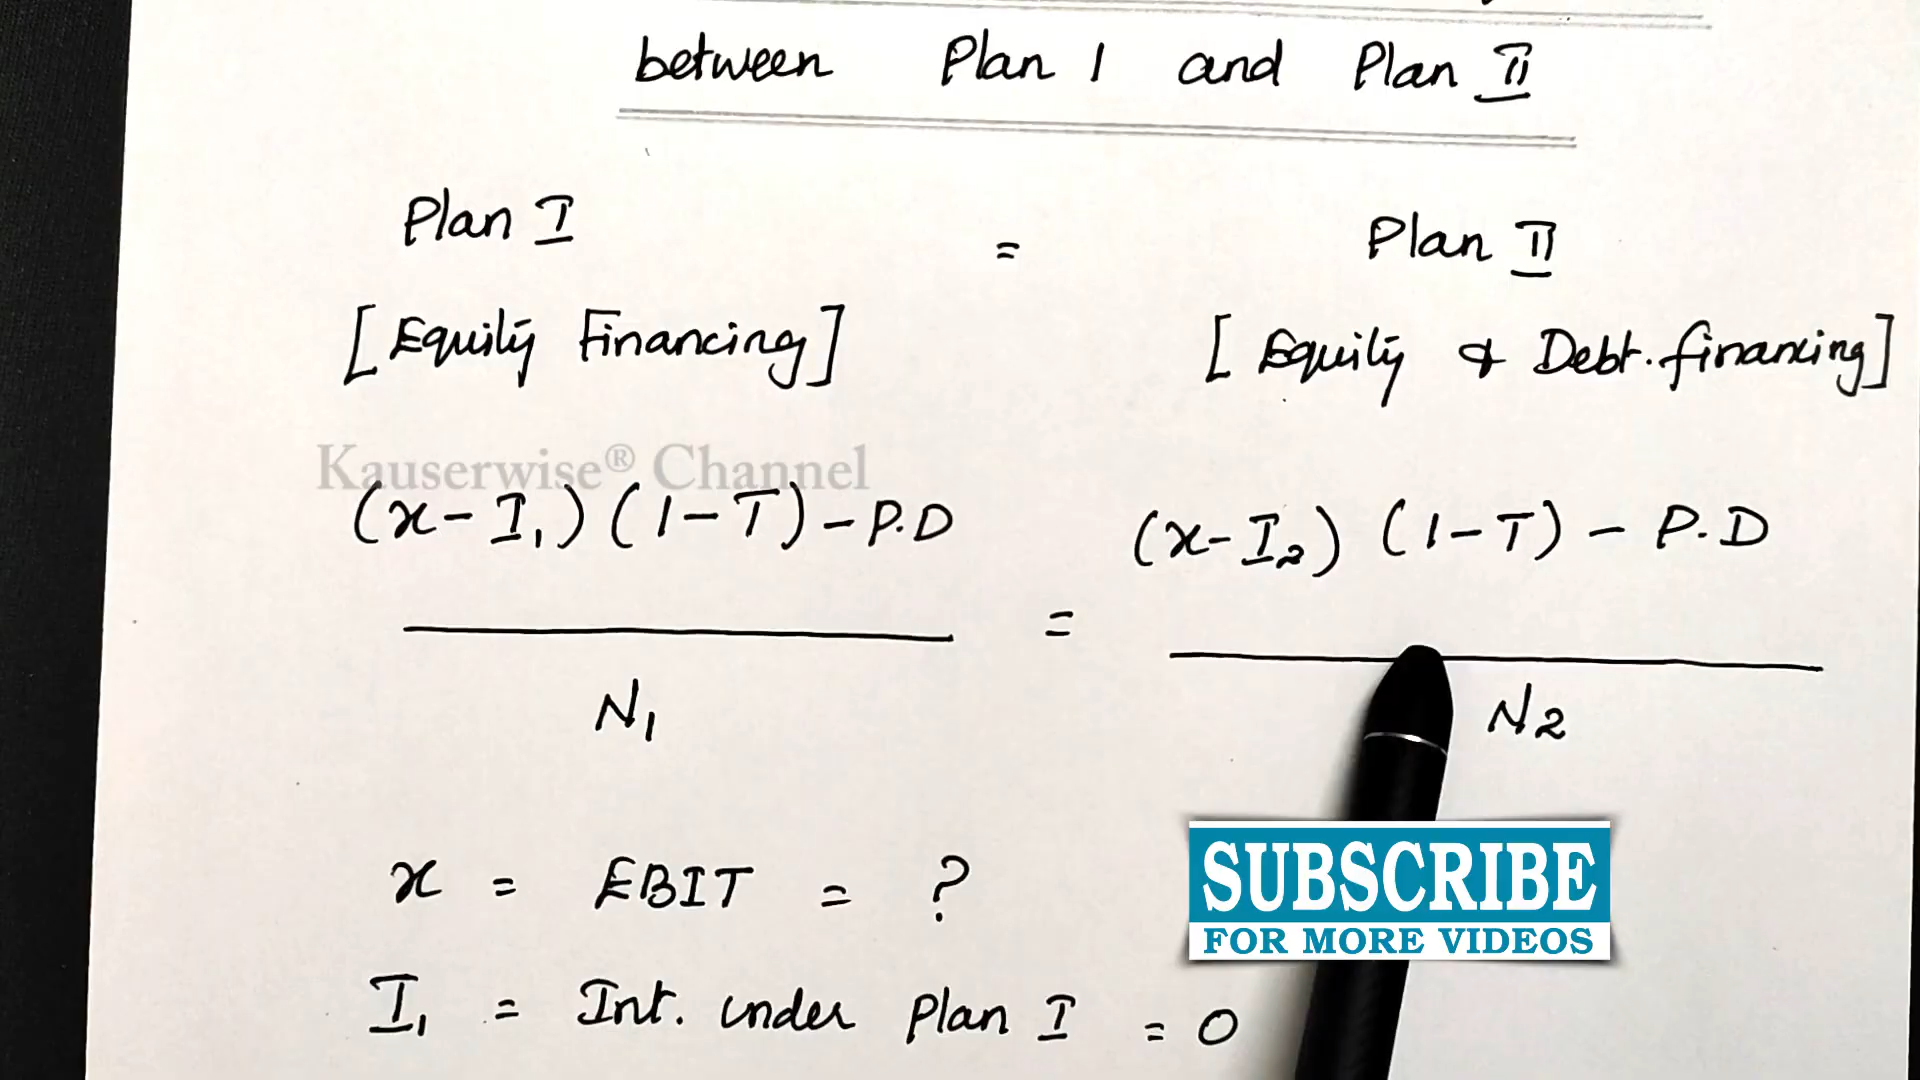 between Plan I and Plan II
Plan I = Plan II
[Equity Financing] [Equity & Debt. financing]
Kauserwise® Channel
(x - I₁) (1 - T) - P.D = (x - I₂) (1 - T) - P.D
N₁ N₂
x = EBIT = ?
SUBSCRIBE
FOR MORE VIDEOS
I₁ = Int. under Plan I = 0